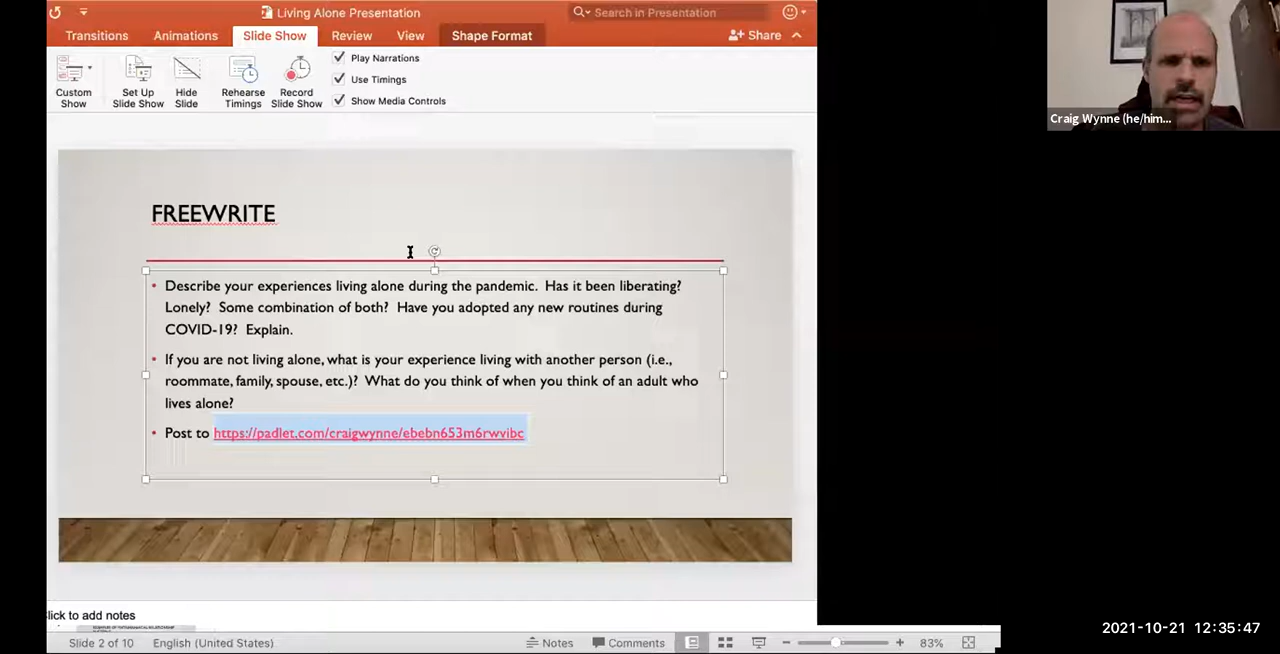 Living Alone Presentation
Search in Presentation
Transitions
Animations
Slide Show
Review
View
Shape Format
Share
Custom Show
Set Up Slide Show
Hide Slide
Rehearse Timings
Record Slide Show
Play Narrations
Use Timings
Show Media Controls
Craig Wynne (he/him...
FREEWRITE
• Describe your experiences living alone during the pandemic. Has it been liberating?
Lonely? Some combination of both? Have you adopted any new routines during
COVID-19? Explain.
• If you are not living alone, what is your experience living with another person (i.e.,
roommate, family, spouse, etc.)? What do you think of when you think of an adult who
lives alone?
• Post to https://padlet.com/craigwynne/ebebn653m6rwvibc
lick to add notes
Slide 2 of 10
English (United States)
Notes
Comments
83%
2021-10-21 12:35:47